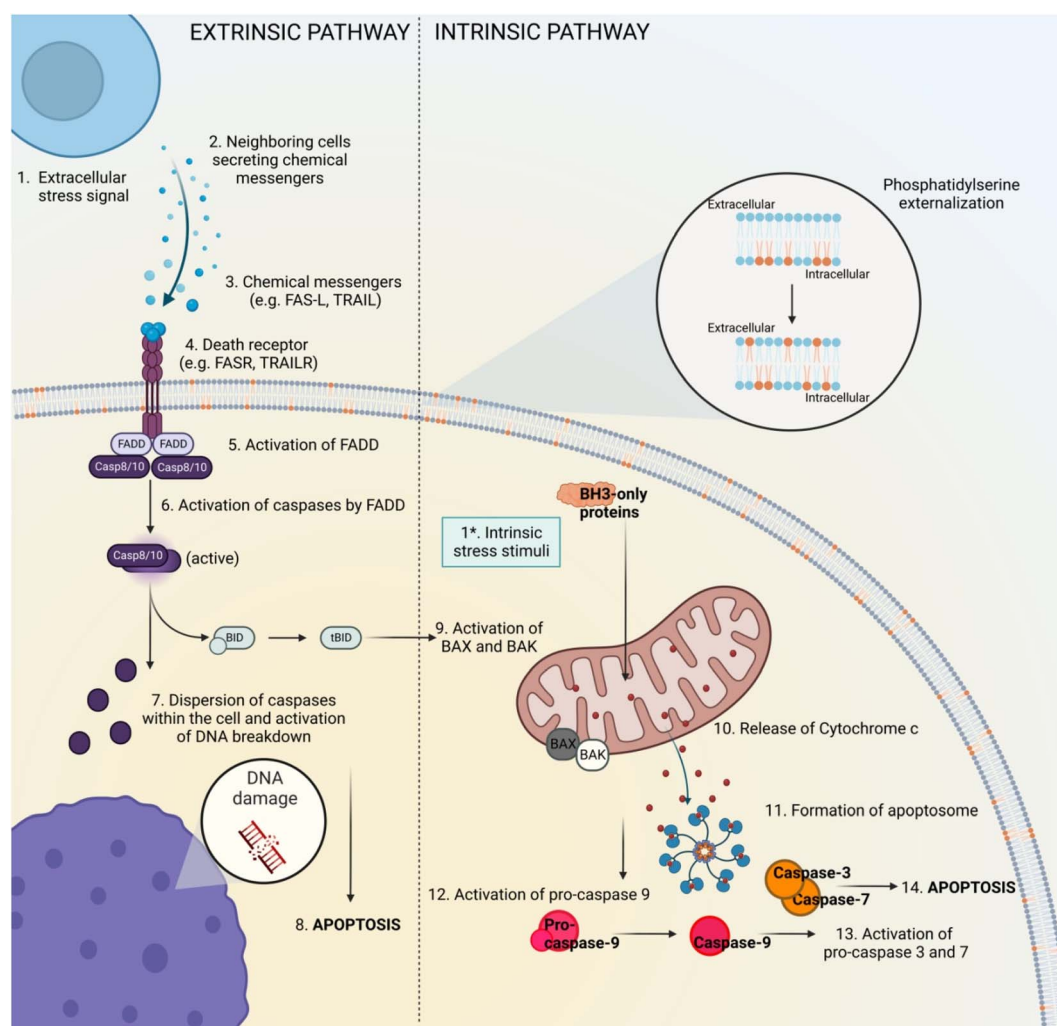 EXTRINSIC PATHWAY
INTRINSIC PATHWAY
1. Extracellular
stress signal
2. Neighboring cells
secreting chemical
messengers
3. Chemical messengers
(e.g. FAS-L, TRAIL)
4. Death receptor
(e.g. FASR, TRAILR)
FADD
FADD
Casp8/10
Casp8/10
5. Activation of FADD
6. Activation of caspases by FADD
Casp8/10
(active)
BID
tBID
7. Dispersion of caspases
within the cell and activation
of DNA breakdown
DNA
damage
8. APOPTOSIS
Phosphatidylserine
externalization
Extracellular
Intracellular
Extracellular
Intracellular
BH3-only
proteins
1*. Intrinsic
stress stimuli
9. Activation of
BAX and BAK
BAX
BAK
10. Release of Cytochrome c
11. Formation of apoptosome
12. Activation of pro-caspase 9
Pro-
caspase-9
Caspase-9
13. Activation of
pro-caspase 3 and 7
Caspase-3
Caspase-7
14. APOPTOSIS